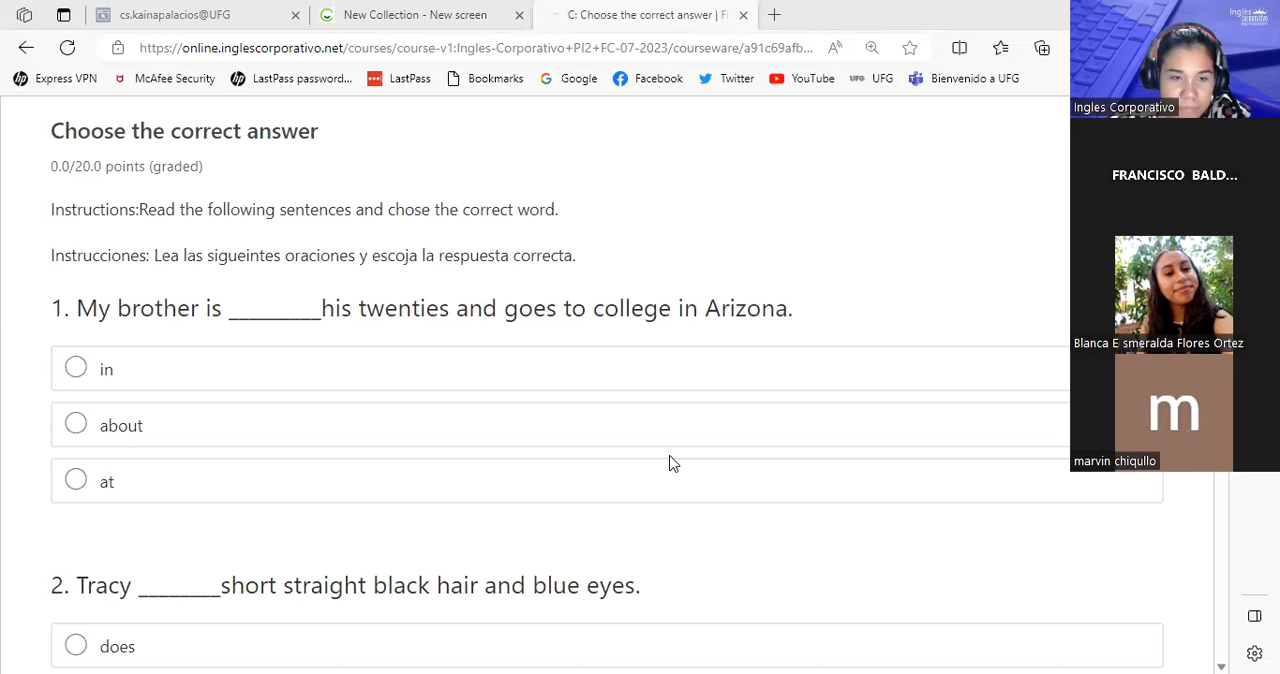 cs.kainapalacios@UFG
New Collection - New screen
C: Choose the correct answer | F
https://online.inglescorporativo.net/courses/course-v1:Ingles-Corporativo+PI2+FC-07-2023/courseware/a91c69afb...
Express VPN
McAfee Security
LastPass password...
LastPass
Bookmarks
Google
Facebook
Twitter
YouTube
UFG
Bienvenido a UFG
Choose the correct answer
0.0/20.0 points (graded)
Instructions:Read the following sentences and chose the correct word.
Instrucciones: Lea las sigueintes oraciones y escoja la respuesta correcta.
1. My brother is _________his twenties and goes to college in Arizona.
in
about
at
2. Tracy ________short straight black hair and blue eyes.
does
Inglés
Corporativo
Ingles Corporativo
FRANCISCO BALD...
Blanca E smeralda Flores Ortez
m
marvin chiqullo